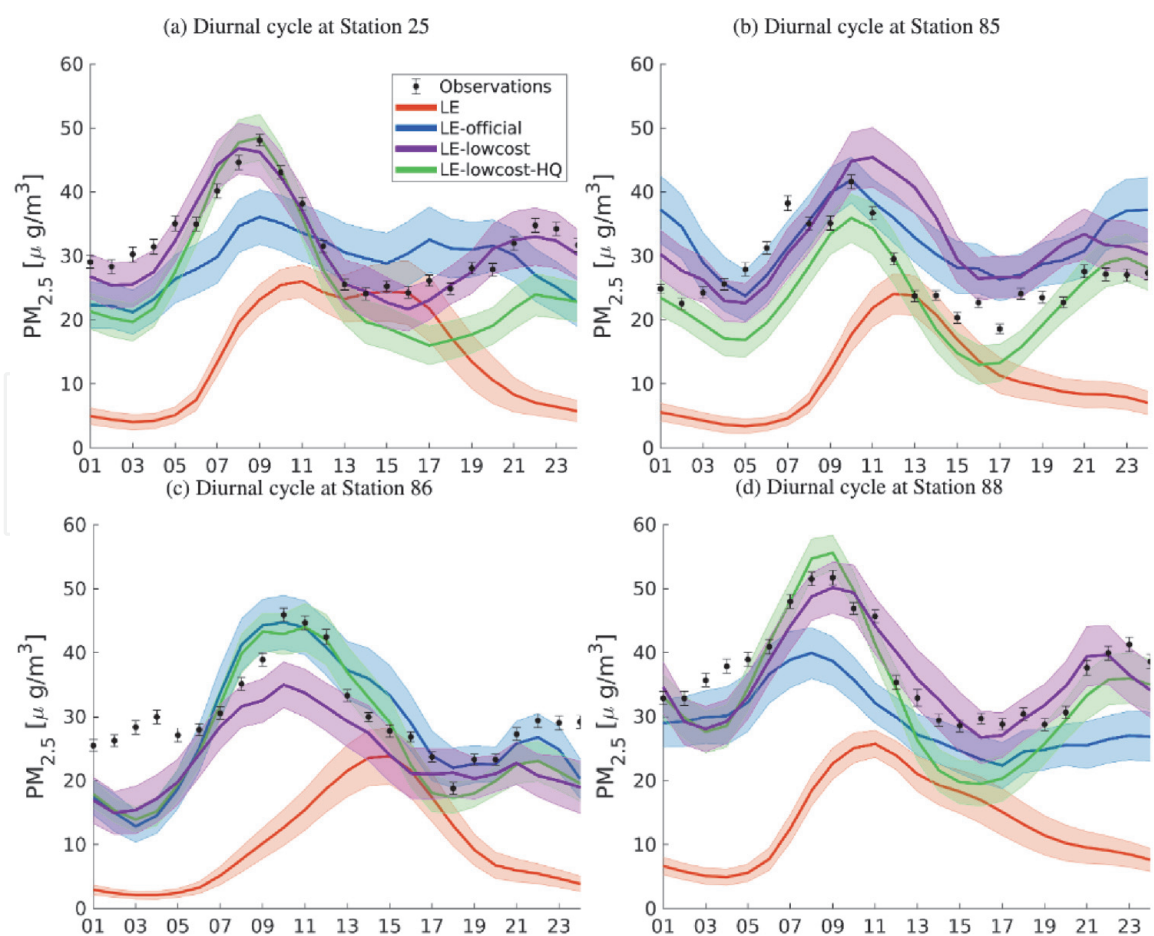 (a) Diurnal cycle at Station 25
(b) Diurnal cycle at Station 85
60
50
40
30
20
10
0
PM2.5 [μ g/m³]
Observations
LE
LE-official
LE-lowcost
LE-lowcost-HQ
01 03 05 07 09 11 13 15 17 19 21 23
60
50
40
30
20
10
0
PM2.5 [μ g/m³]
01 03 05 07 09 11 13 15 17 19 21 23
(c) Diurnal cycle at Station 86
(d) Diurnal cycle at Station 88
60
50
40
30
20
10
0
PM2.5 [μ g/m³]
01 03 05 07 09 11 13 15 17 19 21 23
60
50
40
30
20
10
0
PM2.5 [μ g/m³]
01 03 05 07 09 11 13 15 17 19 21 23